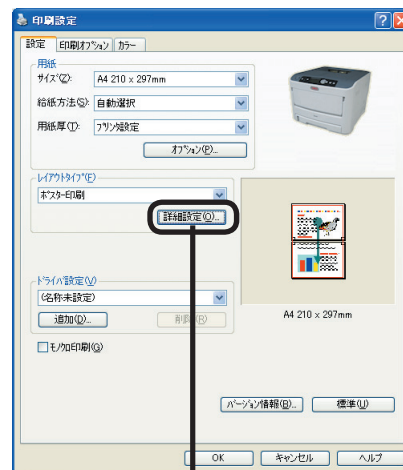 印刷設定
設定 印刷ｵﾌﾟｼｮﾝ ｶﾗｰ
用紙
ｻｲｽﾞ(Z): A4 210 x 297mm
給紙方法(S): 自動選択
用紙厚(T): ﾌﾟﾘﾝﾀ設定
ｵﾌﾟｼｮﾝ(P)...
ﾚｲｱｳﾄﾀｲﾌﾟ(E)
ﾎﾟｽﾀｰ印刷
詳細設定(O)...
ﾄﾞﾗｲﾊﾞ設定(V)
(名称未設定)
追加(D)... 削除(R)
A4 210 x 297mm
ﾓﾉｸﾛ印刷(G)
ﾊﾞｰｼﾞｮﾝ情報(B)... 標準(U)
OK ｷｬﾝｾﾙ ﾍﾙﾌﾟ